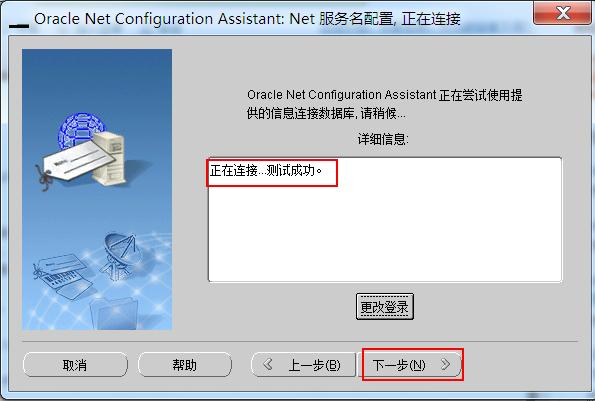 Oracle Net Configuration Assistant: Net 服务名配置, 正在连接
Oracle Net Configuration Assistant 正在尝试使用提
供的信息连接数据库, 请稍候...
详细信息:
正在连接...测试成功。
更改登录
取消
帮助
上一步(B)
下一步(N)